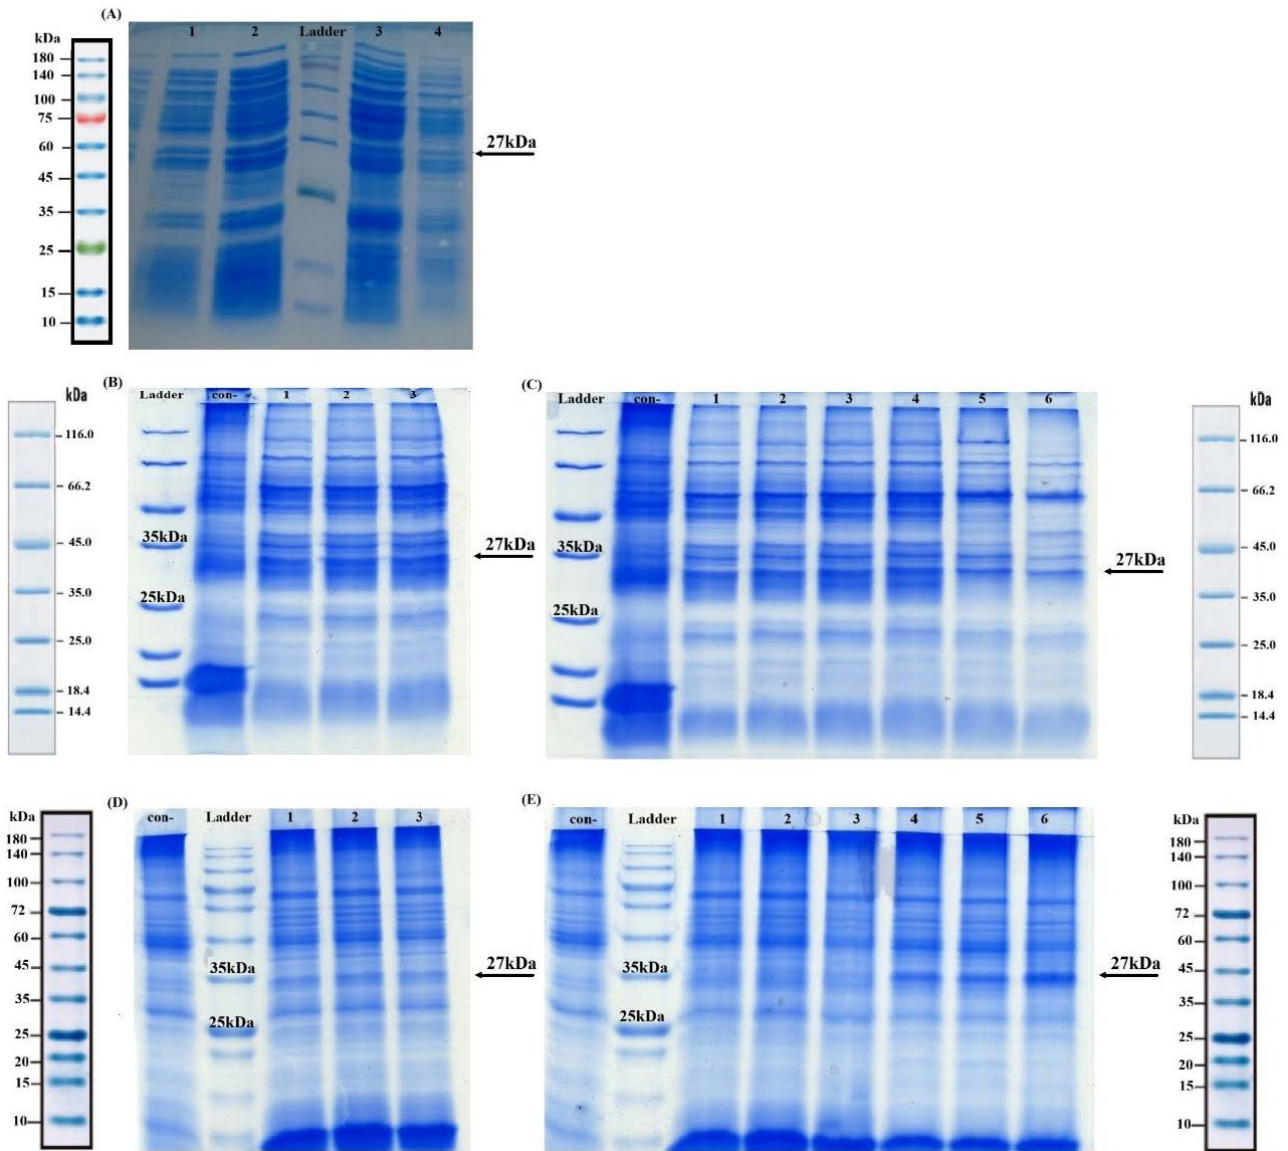 (A)
kDa
180
140
100
75
60
45
35
25
15
10
1 2 Ladder 3 4
27kDa
kDa
116.0
66.2
45.0
35.0
25.0
18.4
14.4
(B)
Ladder con- 1 2 3
35kDa
25kDa
27kDa
(C)
Ladder con- 1 2 3 4 5 6
35kDa
25kDa
27kDa
kDa
116.0
66.2
45.0
35.0
25.0
18.4
14.4
kDa
180
140
100
72
60
45
35
25
20
15
10
(D)
con- Ladder 1 2 3
35kDa
25kDa
27kDa
(E)
con- Ladder 1 2 3 4 5 6
35kDa
25kDa
27kDa
kDa
180
140
100
72
60
45
35
25
20
15
10